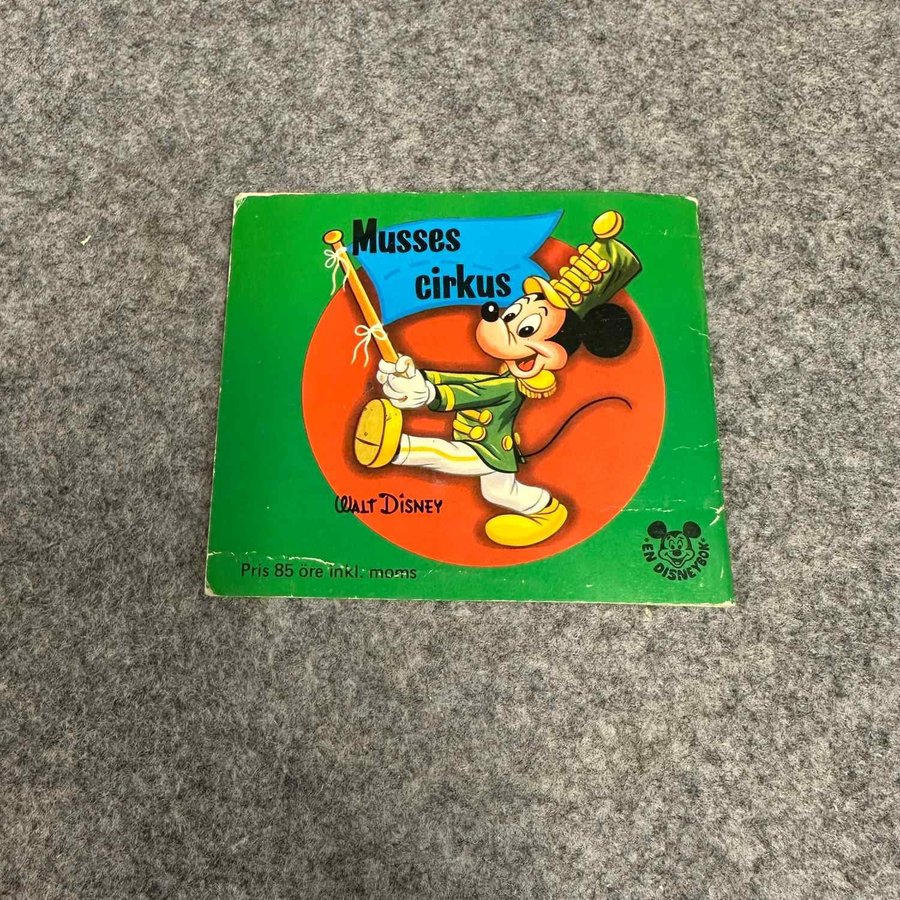 Musses
cirkus
WALT DISNEY
Pris 85 öre inkl. moms
• EN DISNEYBOK •